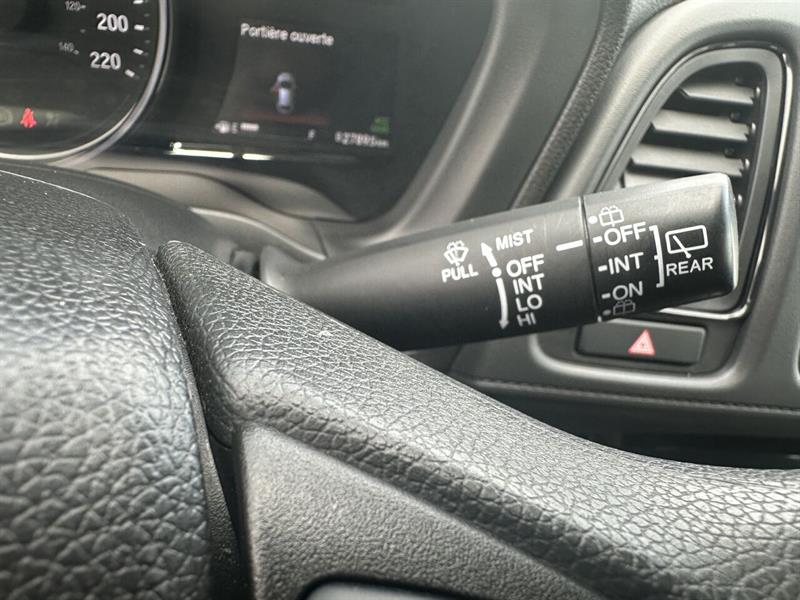 120
200
140
220
Portière ouverte
E
F
PULL
MIST
OFF
INT
LO
HI
OFF
INT
ON
REAR